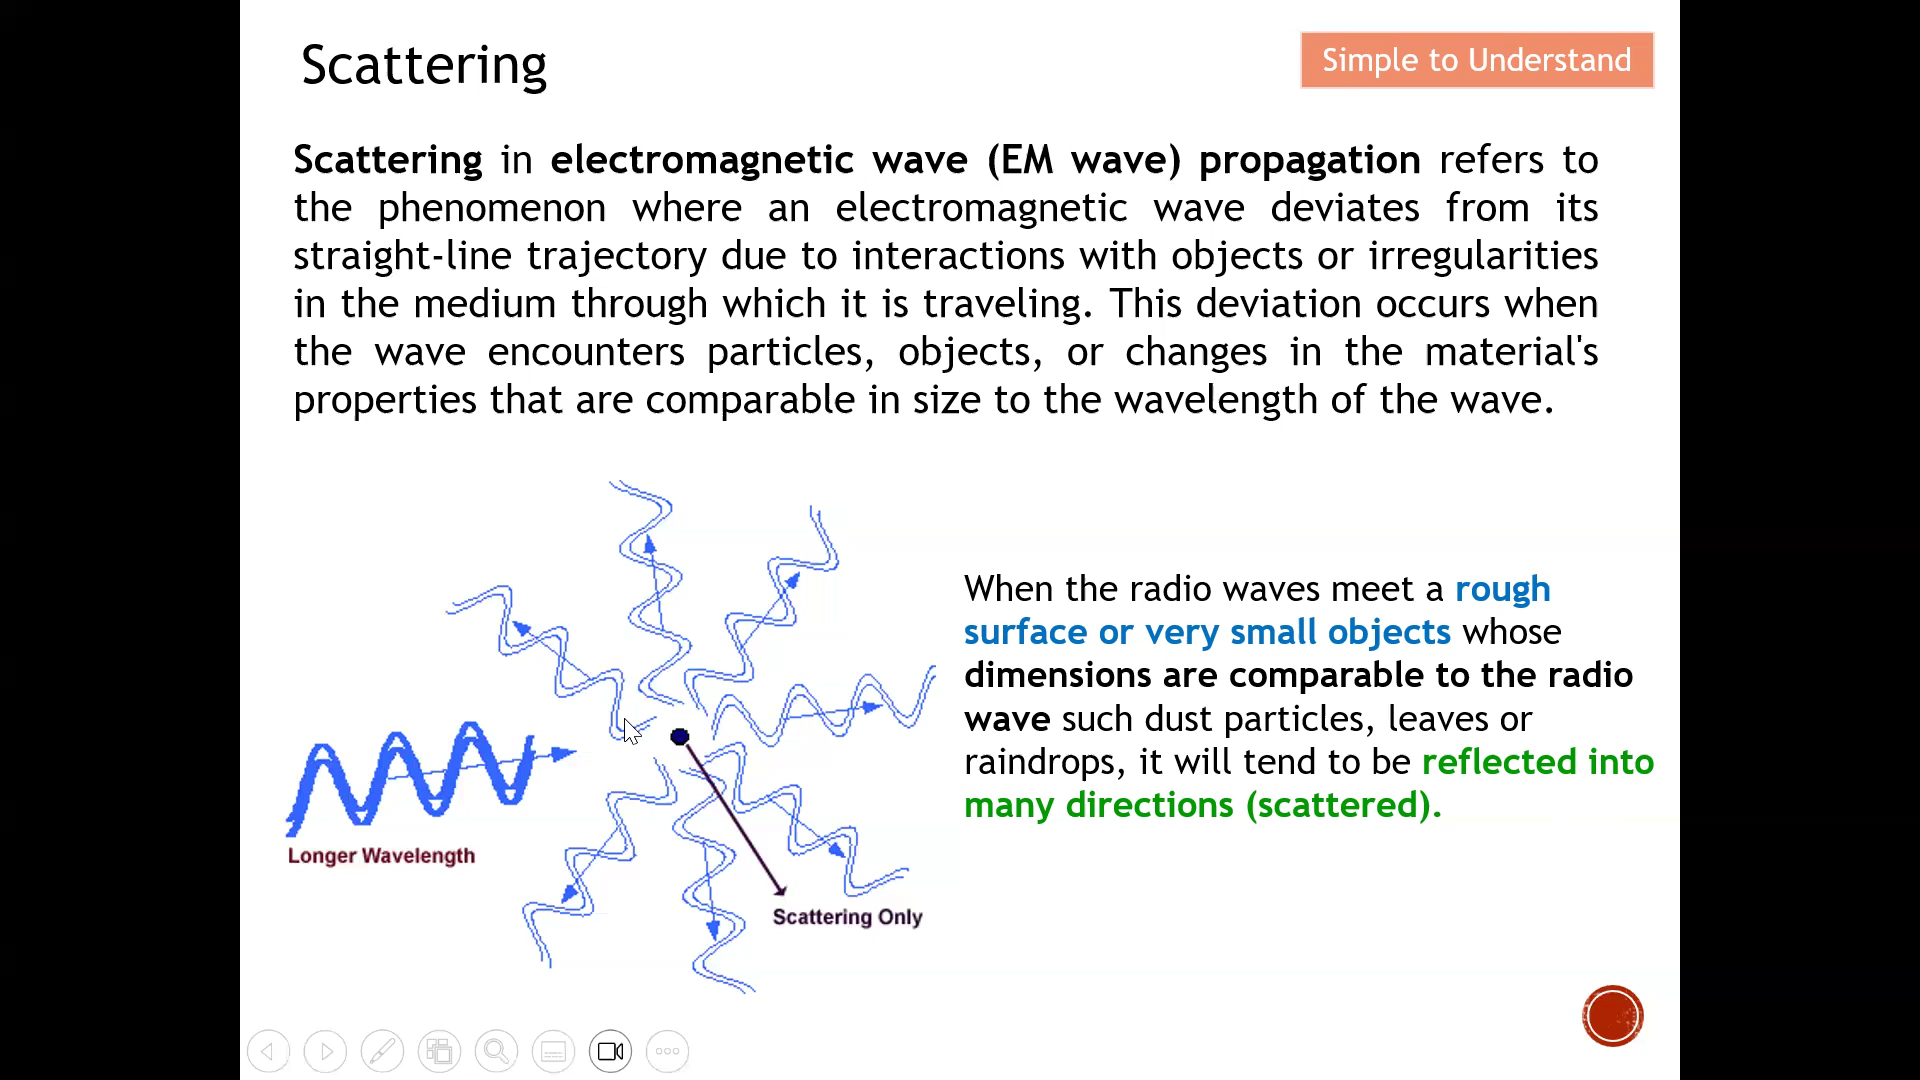 Scattering
Simple to Understand
Scattering in electromagnetic wave (EM wave) propagation refers to
the phenomenon where an electromagnetic wave deviates from its
straight-line trajectory due to interactions with objects or irregularities
in the medium through which it is traveling. This deviation occurs when
the wave encounters particles, objects, or changes in the material's
properties that are comparable in size to the wavelength of the wave.
When the radio waves meet a rough
surface or very small objects whose
dimensions are comparable to the radio
wave such dust particles, leaves or
raindrops, it will tend to be reflected into
many directions (scattered).
Longer Wavelength
Scattering Only